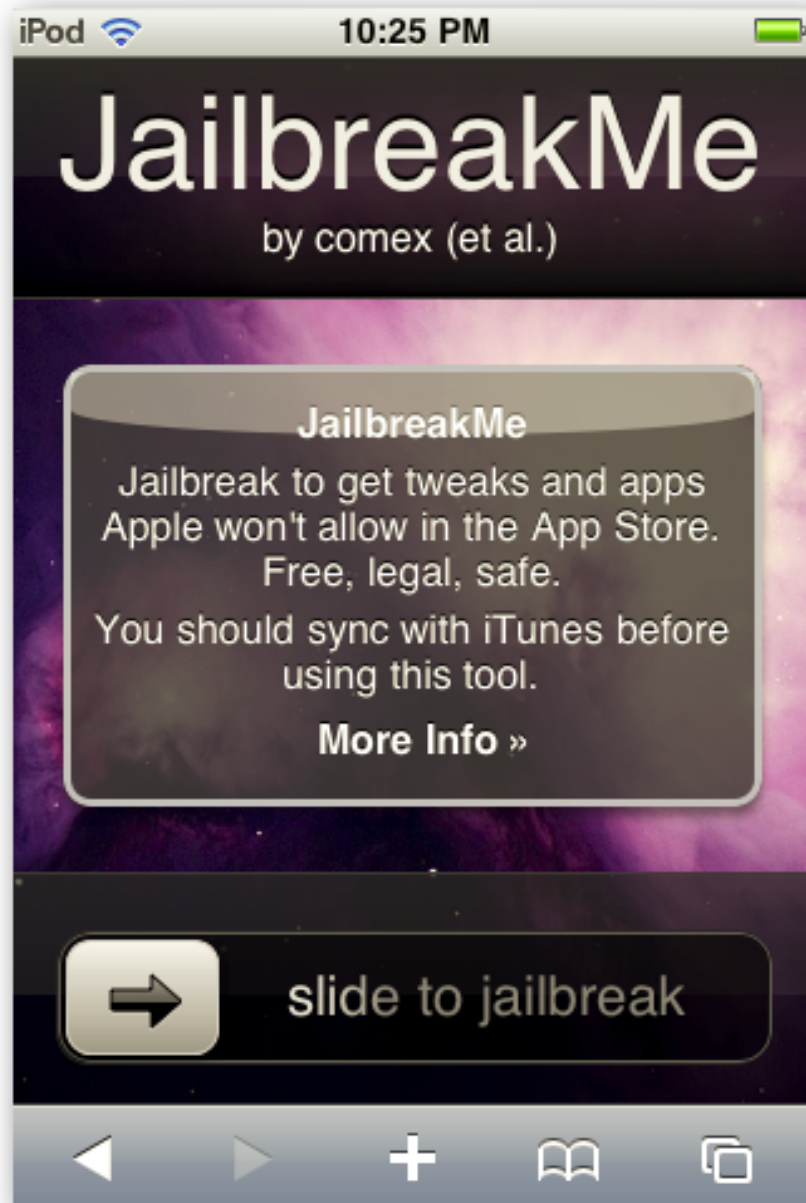 iPod 10:25 PM
JailbreakMe
by comex (et al.)
JailbreakMe
Jailbreak to get tweaks and apps
Apple won't allow in the App Store.
Free, legal, safe.
You should sync with iTunes before
using this tool.
More Info »
slide to jailbreak